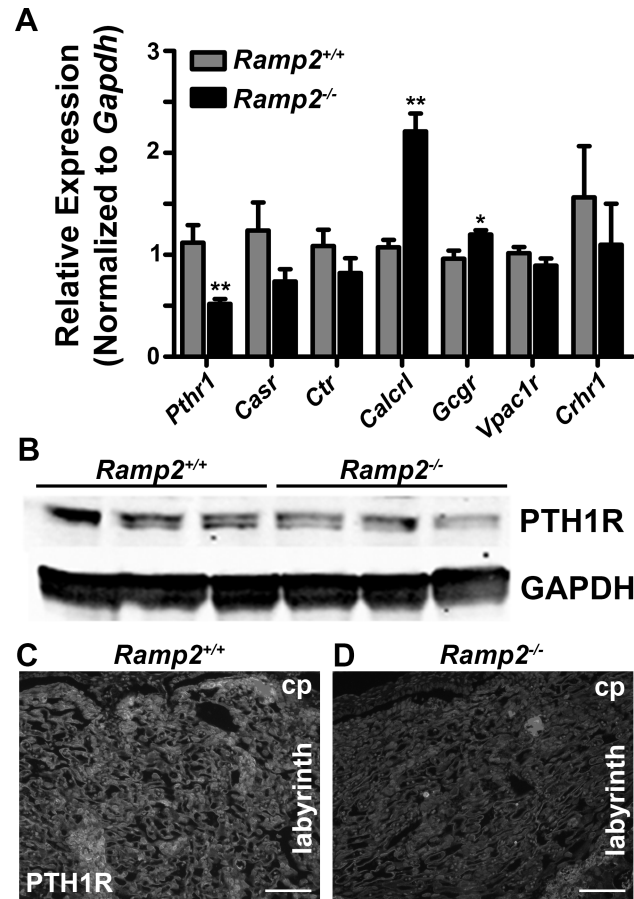 A
Relative Expression
(Normalized to Gapdh)
3
2
1
0
Ramp2+/+
Ramp2-/-
**
**
*
Pthr1
Casr
Ctr
Calcrl
Gcgr
Vpac1r
Crhr1
B
Ramp2+/+
Ramp2-/-
PTH1R
GAPDH
C
Ramp2+/+
D
Ramp2-/-
cp
labyrinth
PTH1R
cp
labyrinth